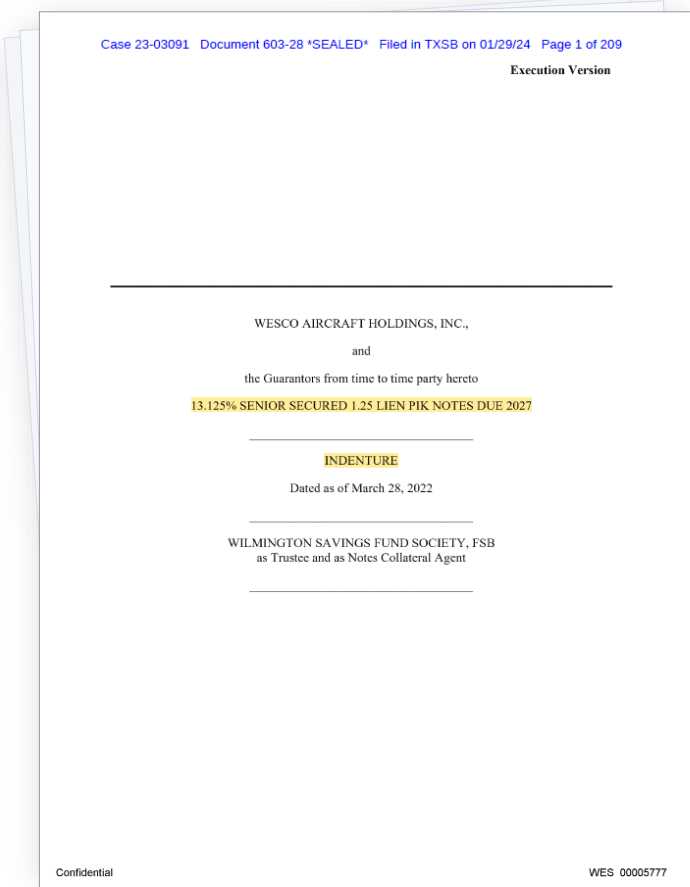 Case 23-03091 Document 603-28 *SEALED* Filed in TXSB on 01/29/24 Page 1 of 209
Execution Version
WESCO AIRCRAFT HOLDINGS, INC.,
and
the Guarantors from time to time party hereto
13.125% SENIOR SECURED 1.25 LIEN PIK NOTES DUE 2027
INDENTURE
Dated as of March 28, 2022
WILMINGTON SAVINGS FUND SOCIETY, FSB
as Trustee and as Notes Collateral Agent
Confidential
WES 00005777